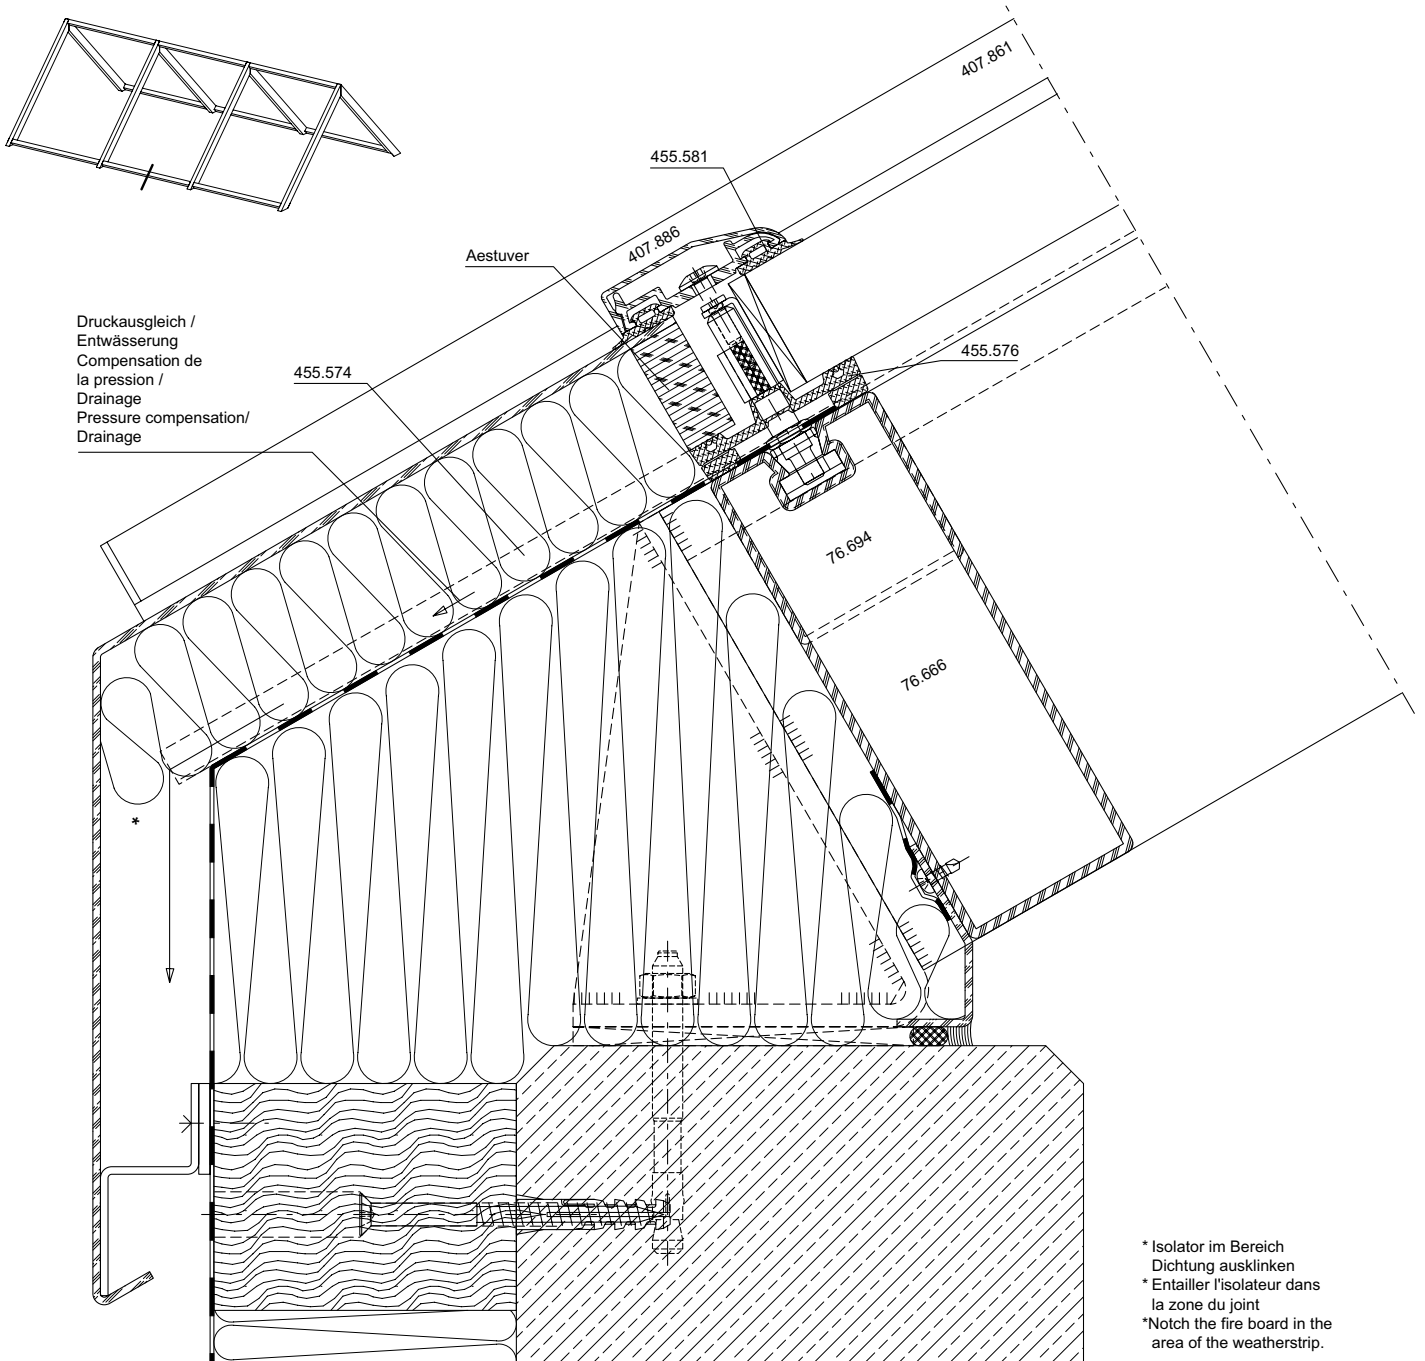 407.861
455.581
407.886
Aestuver
Druckausgleich /
Entwässerung
Compensation de
la pression /
Drainage
Pressure compensation/
Drainage
455.574
455.576
76.694
76.666
*
* Isolator im Bereich
Dichtung ausklinken
* Entailler l'isolateur dans
la zone du joint
*Notch the fire board in the
area of the weatherstrip.